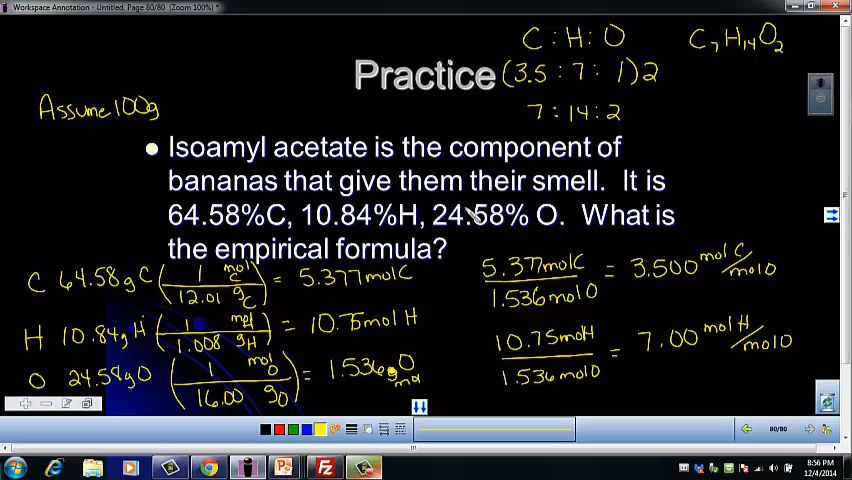 Workspace Annotation - Untitled, Page 80/80 (Zoom 100%) *
C : H : O
C7H14O2
Practice
(3.5 : 7 : 1)2
Assume 100g
7 : 14 : 2
• Isoamyl acetate is the component of
bananas that give them their smell. It is
64.58%C, 10.84%H, 24.58% O. What is
the empirical formula?
C 64.58gC (1 mol C / 12.01 g C) = 5.377 mol C
5.377 mol C / 1.536 mol O = 3.500 mol C / mol O
H 10.84g H (1 mol H / 1.008 g H) = 10.75 mol H
10.75 mol H / 1.536 mol O = 7.00 mol H / mol O
O 24.58g O (1 mol O / 16.00 g O) = 1.536 O mol
80/80
8:56 PM
12/4/2014